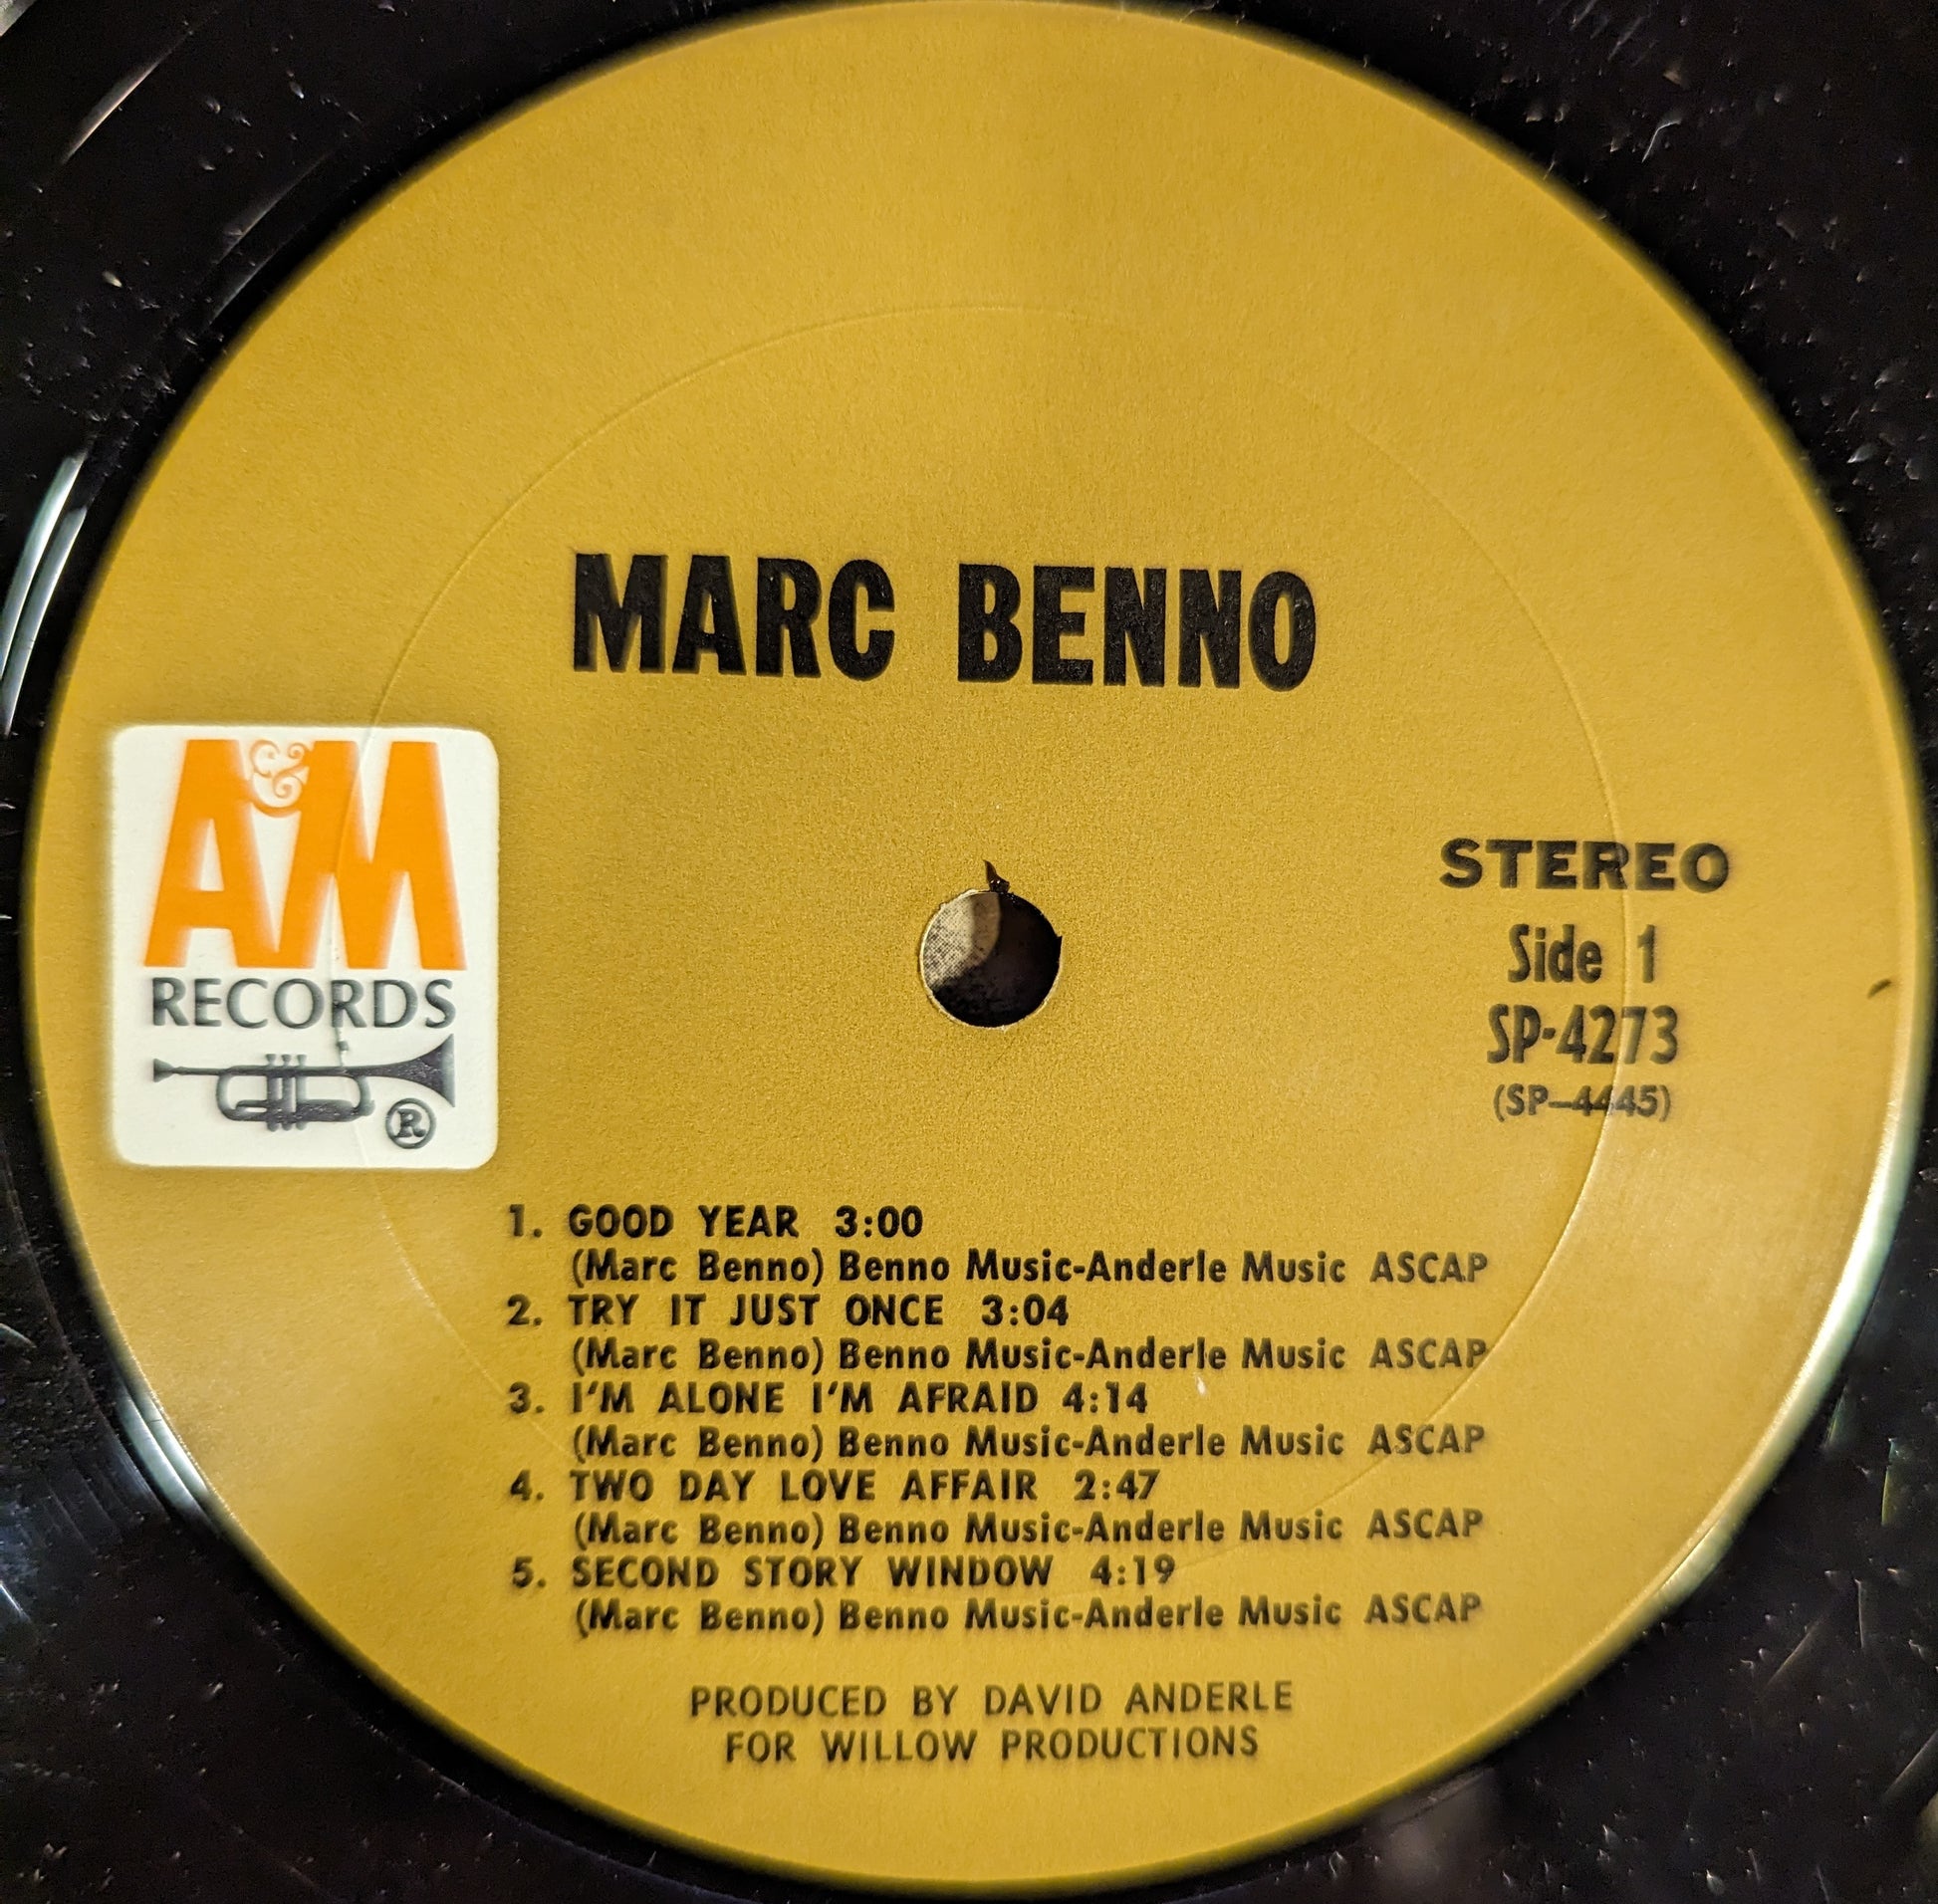 MARC BENNO
A&M
RECORDS
®
STEREO
Side 1
SP-4273
(SP-4445)
1. GOOD YEAR 3:00
(Marc Benno) Benno Music-Anderle Music ASCAP
2. TRY IT JUST ONCE 3:04
(Marc Benno) Benno Music-Anderle Music ASCAP
3. I'M ALONE I'M AFRAID 4:14
(Marc Benno) Benno Music-Anderle Music ASCAP
4. TWO DAY LOVE AFFAIR 2:47
(Marc Benno) Benno Music-Anderle Music ASCAP
5. SECOND STORY WINDOW 4:19
(Marc Benno) Benno Music-Anderle Music ASCAP
PRODUCED BY DAVID ANDERLE
FOR WILLOW PRODUCTIONS